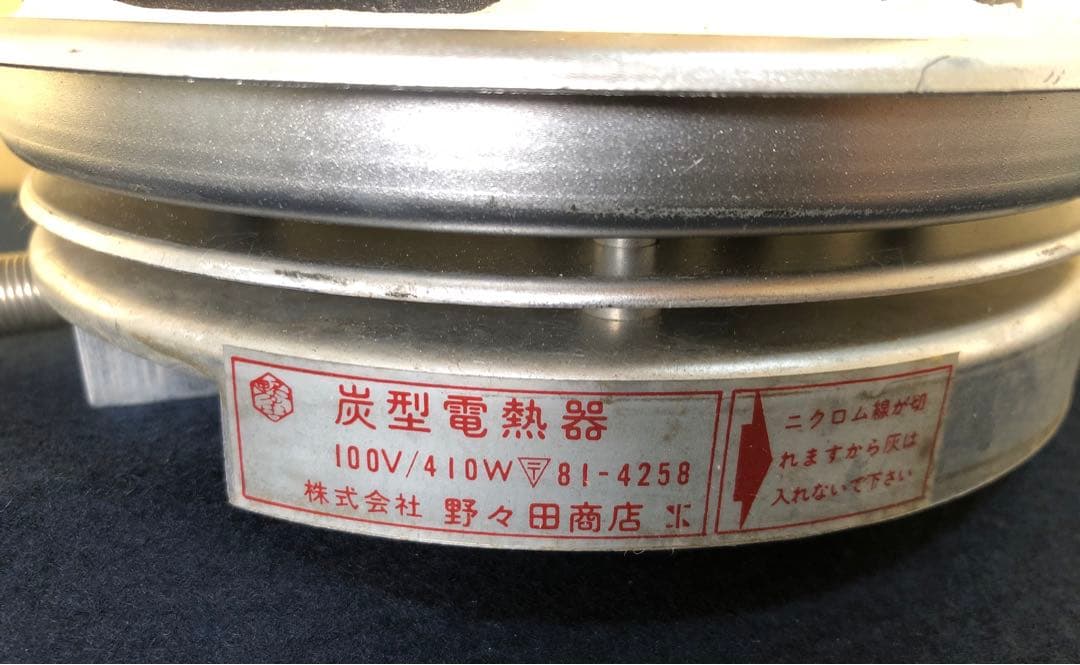 炭型電熱器
100V/410W 〒 81-4258
株式会社 野々田商店
ニクロム線が切
れますから灰は
入れないで下さい